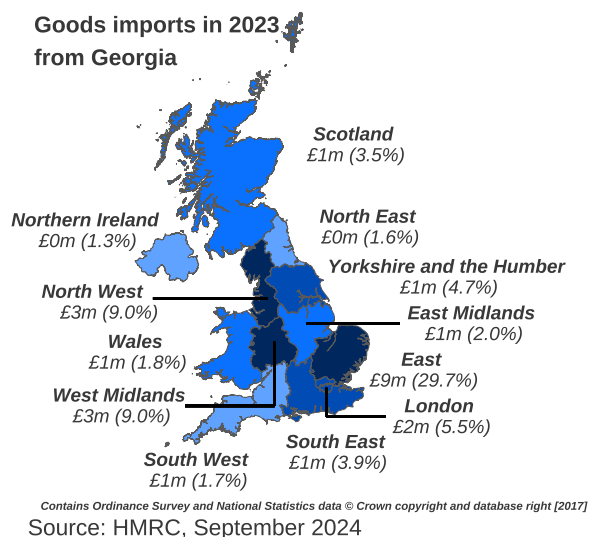 Goods imports in 2023
from Georgia
Scotland
£1m (3.5%)
Northern Ireland
£0m (1.3%)
North East
£0m (1.6%)
Yorkshire and the Humber
£1m (4.7%)
North West
£3m (9.0%)
East Midlands
£1m (2.0%)
Wales
£1m (1.8%)
East
£9m (29.7%)
West Midlands
£3m (9.0%)
London
£2m (5.5%)
South East
£1m (3.9%)
South West
£1m (1.7%)
Contains Ordinance Survey and National Statistics data © Crown copyright and database right [2017]
Source: HMRC, September 2024